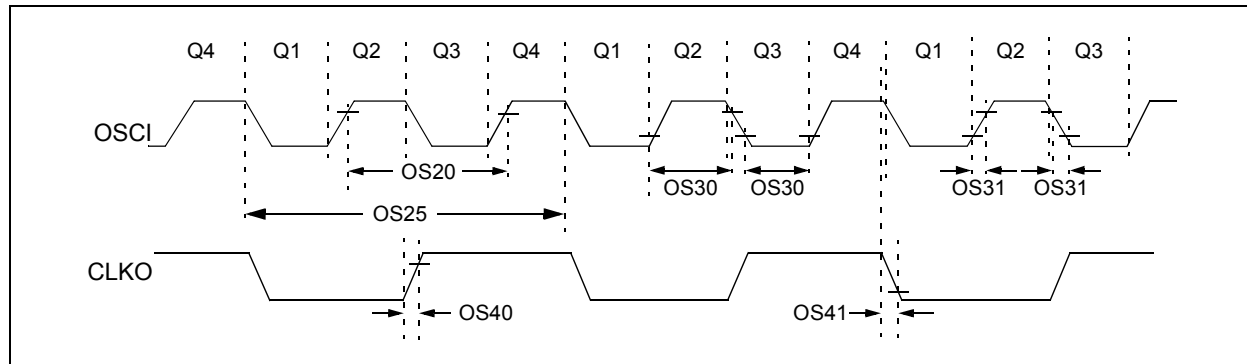 Q4 Q1 Q2 Q3 Q4 Q1 Q2 Q3 Q4 Q1 Q2 Q3
OSCI
OS20 OS30 OS30 OS31 OS31
OS25
CLKO
OS40 OS41